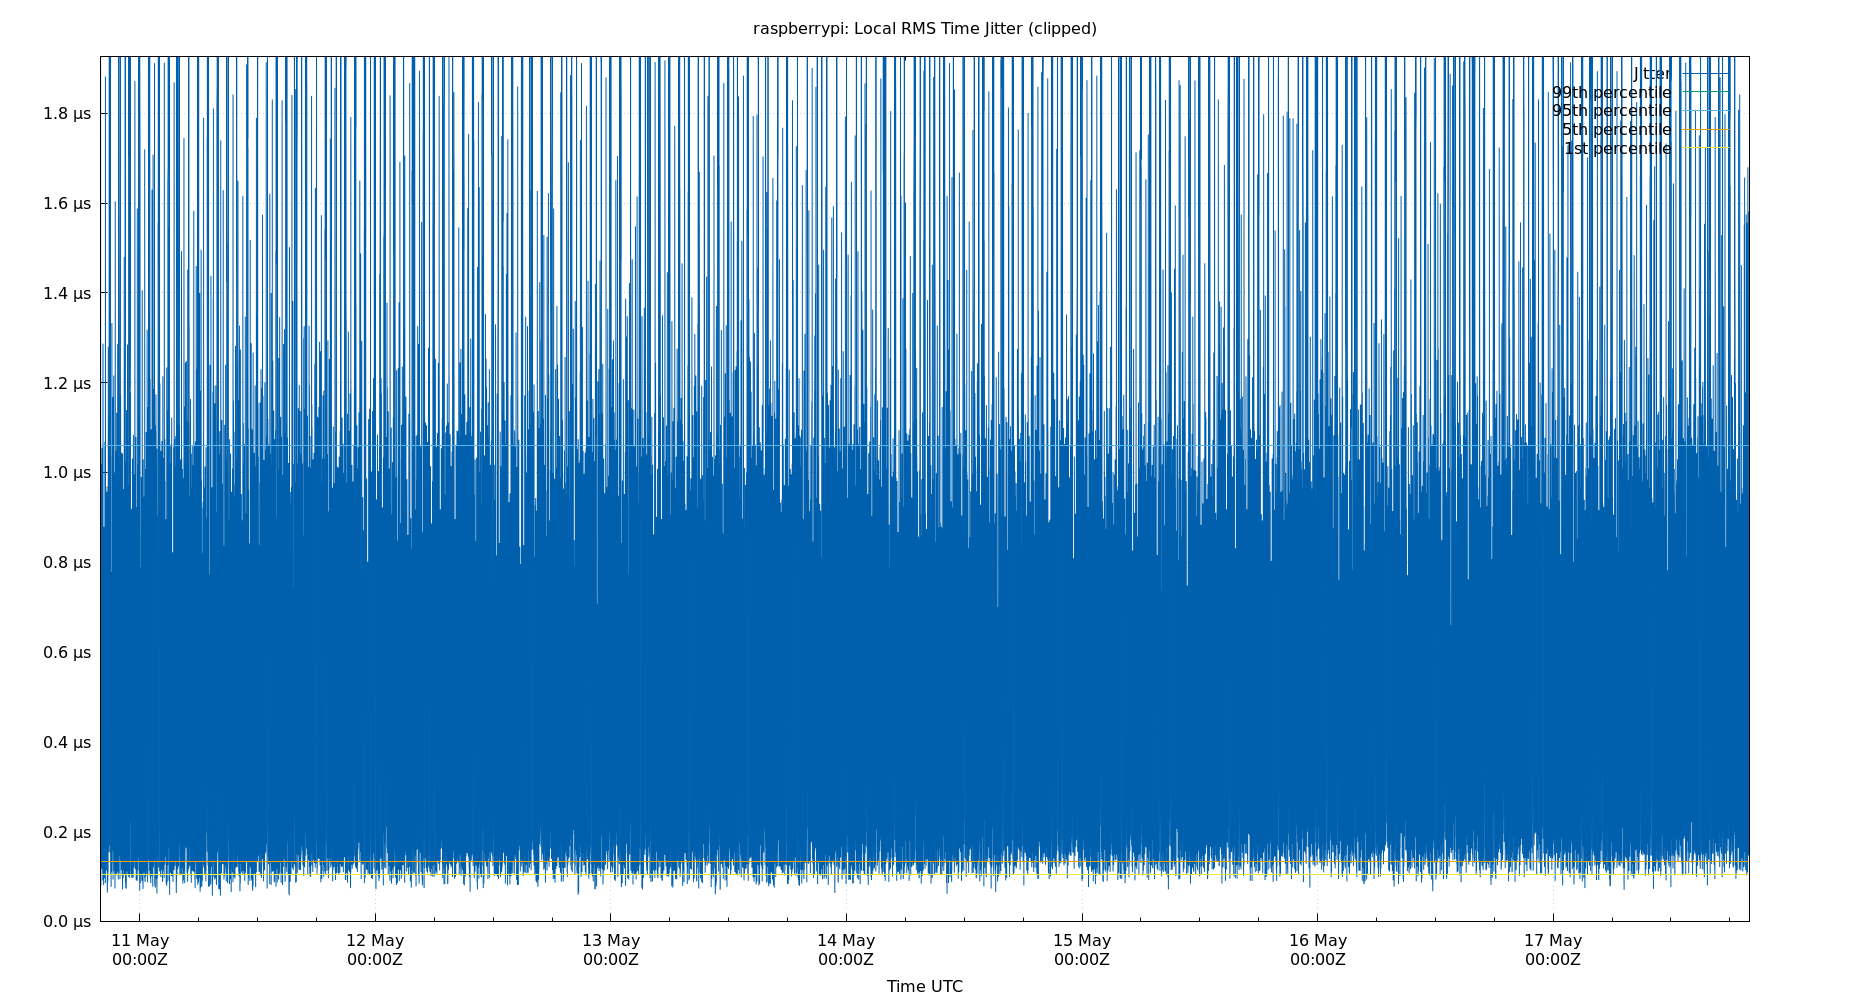 raspberrypi: Local RMS Time Jitter (clipped)
Jitter
99th percentile
95th percentile
5th percentile
1st percentile
1.8 μs
1.6 μs
1.4 μs
1.2 μs
1.0 μs
0.8 μs
0.6 μs
0.4 μs
0.2 μs
0.0 μs
11 May 12 May 13 May 14 May 15 May 16 May 17 May
00:00Z 00:00Z 00:00Z 00:00Z 00:00Z 00:00Z 00:00Z
Time UTC